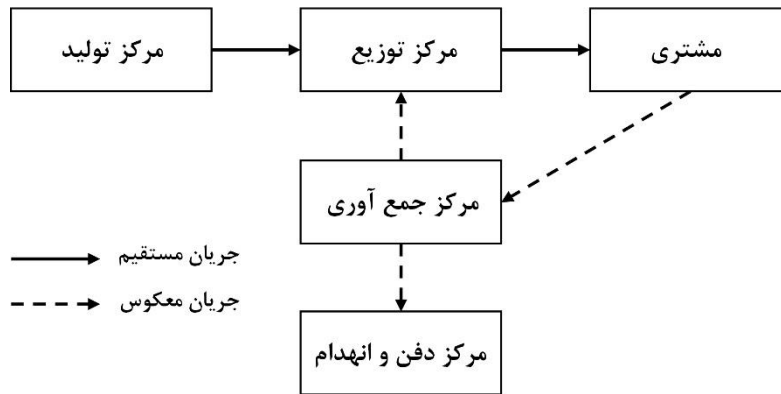 مرکز تولید
مرکز توزیع
مشتری
مرکز جمع آوری
جریان مستقیم
جریان معکوس
مرکز دفن و انهدام